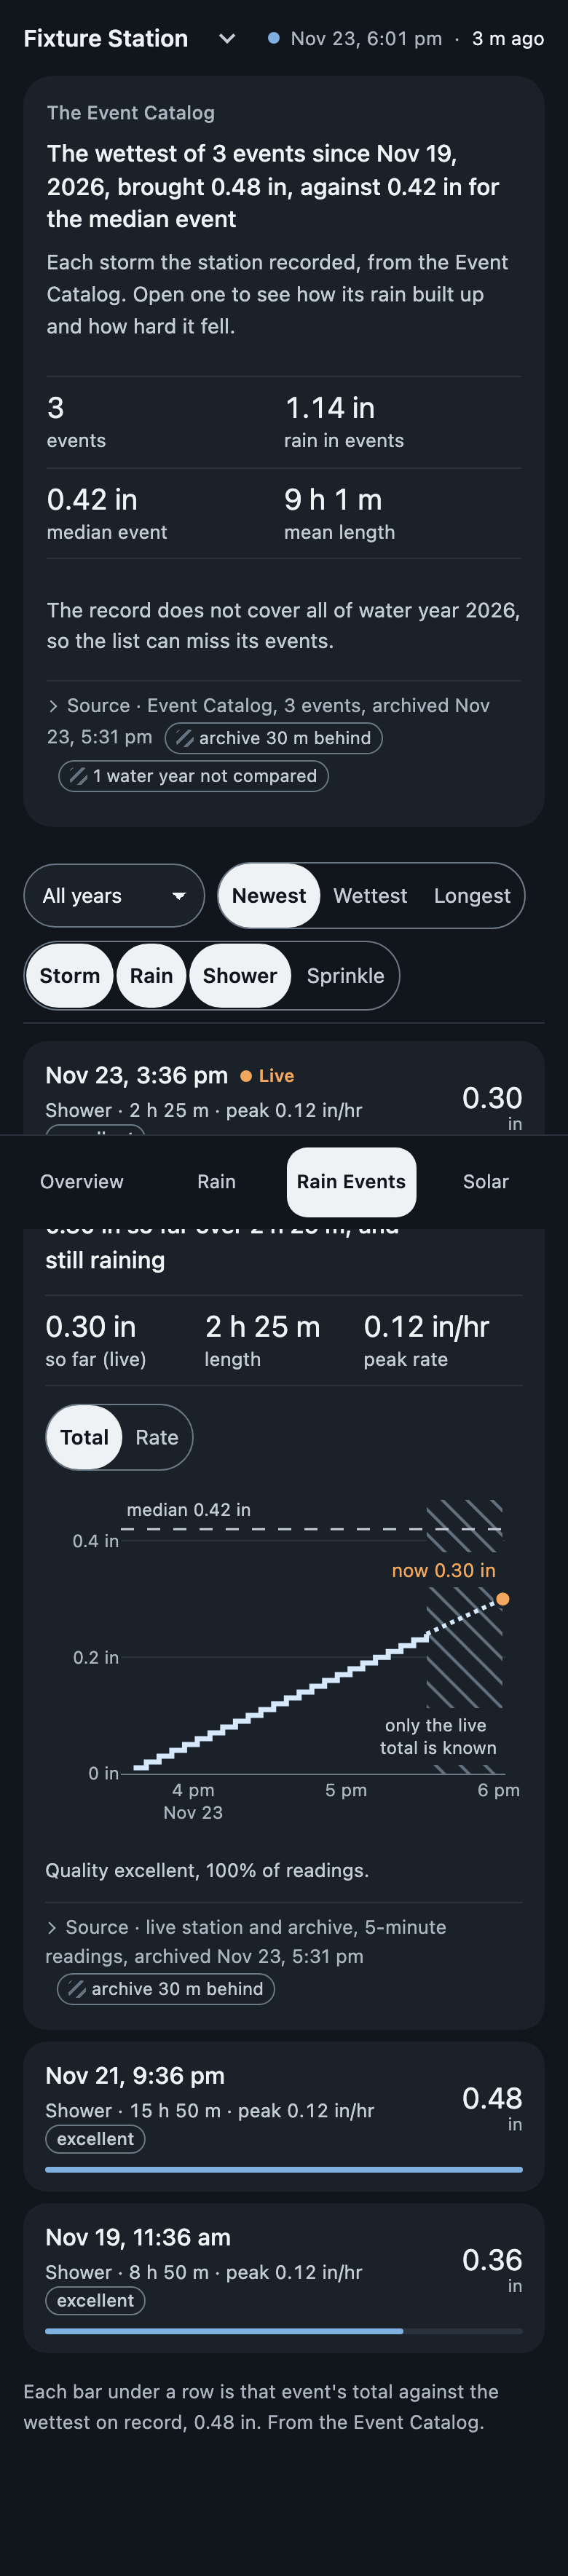 Fixture Station
Nov 23, 6:01 pm · 3 m ago
The Event Catalog
The wettest of 3 events since Nov 19,
2026, brought 0.48 in, against 0.42 in for
the median event
Each storm the station recorded, from the Event
Catalog. Open one to see how its rain built up
and how hard it fell.
3
events
1.14 in
rain in events
0.42 in
median event
9 h 1 m
mean length
The record does not cover all of water year 2026,
so the list can miss its events.
Source · Event Catalog, 3 events, archived Nov
23, 5:31 pm archive 30 m behind
1 water year not compared
All years
Newest Wettest Longest
Storm Rain Shower Sprinkle
Nov 23, 3:36 pm Live
Shower · 2 h 25 m · peak 0.12 in/hr
0.30
in
Overview Rain Rain Events Solar
0.30 in so far over 2 h 25 m, and
still raining
0.30 in
so far (live)
2 h 25 m
length
0.12 in/hr
peak rate
Total Rate
median 0.42 in
0.4 in
now 0.30 in
0.2 in
only the live
total is known
0 in
4 pm 5 pm 6 pm
Nov 23
Quality excellent, 100% of readings.
Source · live station and archive, 5-minute
readings, archived Nov 23, 5:31 pm
archive 30 m behind
Nov 21, 9:36 pm
Shower · 15 h 50 m · peak 0.12 in/hr
excellent
0.48
in
Nov 19, 11:36 am
Shower · 8 h 50 m · peak 0.12 in/hr
excellent
0.36
in
Each bar under a row is that event's total against the
wettest on record, 0.48 in. From the Event Catalog.